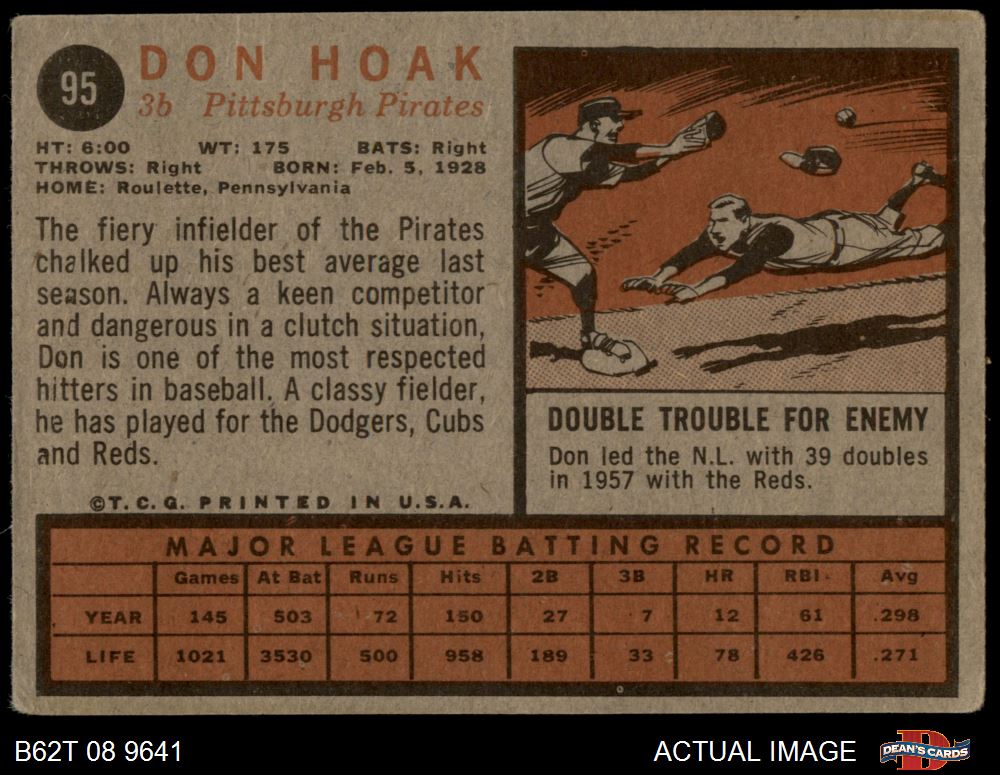 95
DON HOAK
3b Pittsburgh Pirates
HT: 6:00 WT: 175 BATS: Right
THROWS: Right BORN: Feb. 5, 1928
HOME: Roulette, Pennsylvania
The fiery infielder of the Pirates
chalked up his best average last
season. Always a keen competitor
and dangerous in a clutch situation,
Don is one of the most respected
hitters in baseball. A classy fielder,
he has played for the Dodgers, Cubs
and Reds.
©T.C.G. PRINTED IN U.S.A.
DOUBLE TROUBLE FOR ENEMY
Don led the N.L. with 39 doubles
in 1957 with the Reds.
MAJOR LEAGUE BATTING RECORD
Games At Bat Runs Hits 2B 3B HR RBI Avg
YEAR 145 503 72 150 27 7 12 61 .298
LIFE 1021 3530 500 958 189 33 78 426 .271
B62T 08 9641
ACTUAL IMAGE
D
DEAN'S CARDS